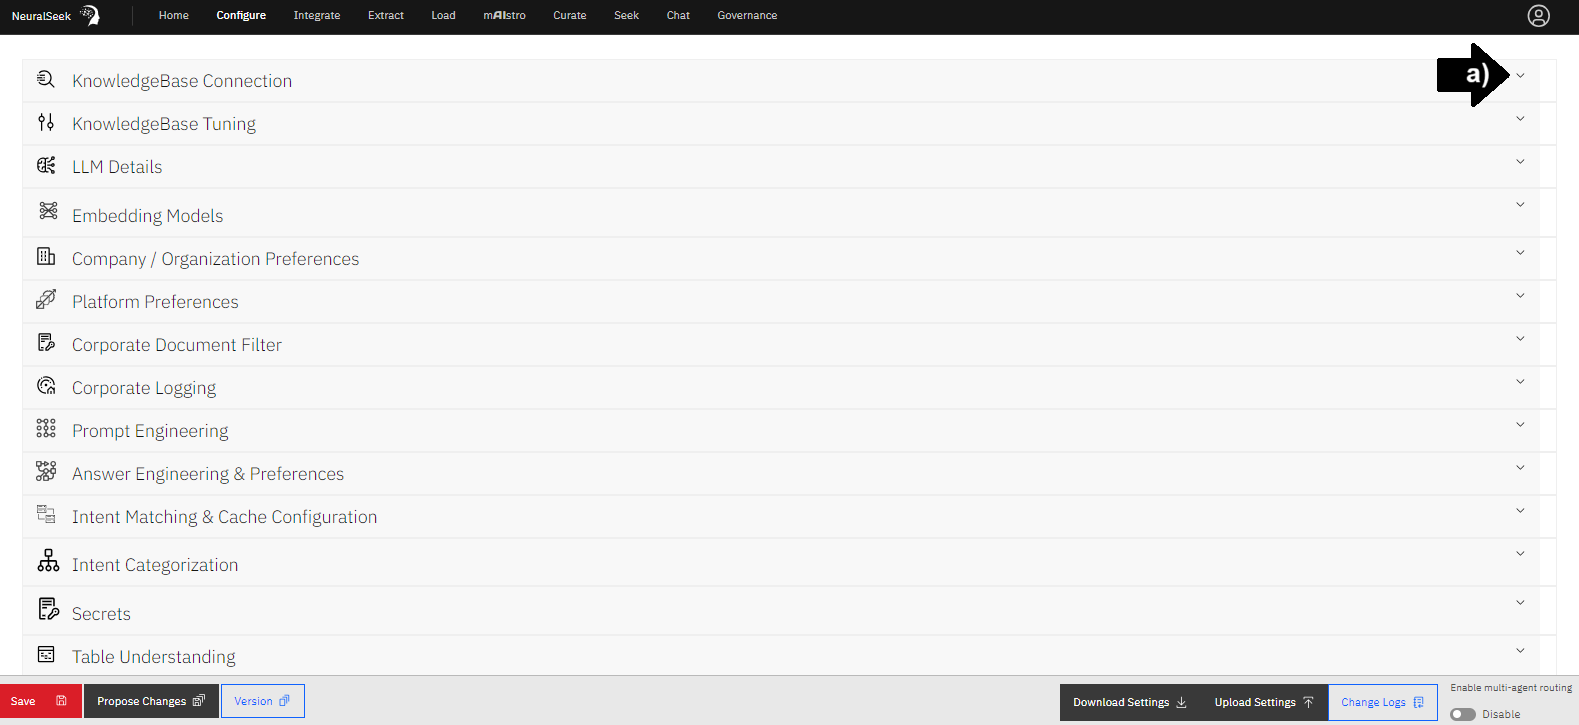 NeuralSeek Home Configure Integrate Extract Load mAIstro Curate Seek Chat Governance
KnowledgeBase Connection a)
KnowledgeBase Tuning
LLM Details
Embedding Models
Company / Organization Preferences
Platform Preferences
Corporate Document Filter
Corporate Logging
Prompt Engineering
Answer Engineering & Preferences
Intent Matching & Cache Configuration
Intent Categorization
Secrets
Table Understanding
Save Propose Changes Version Download Settings Upload Settings Change Logs Enable multi-agent routing
Disable